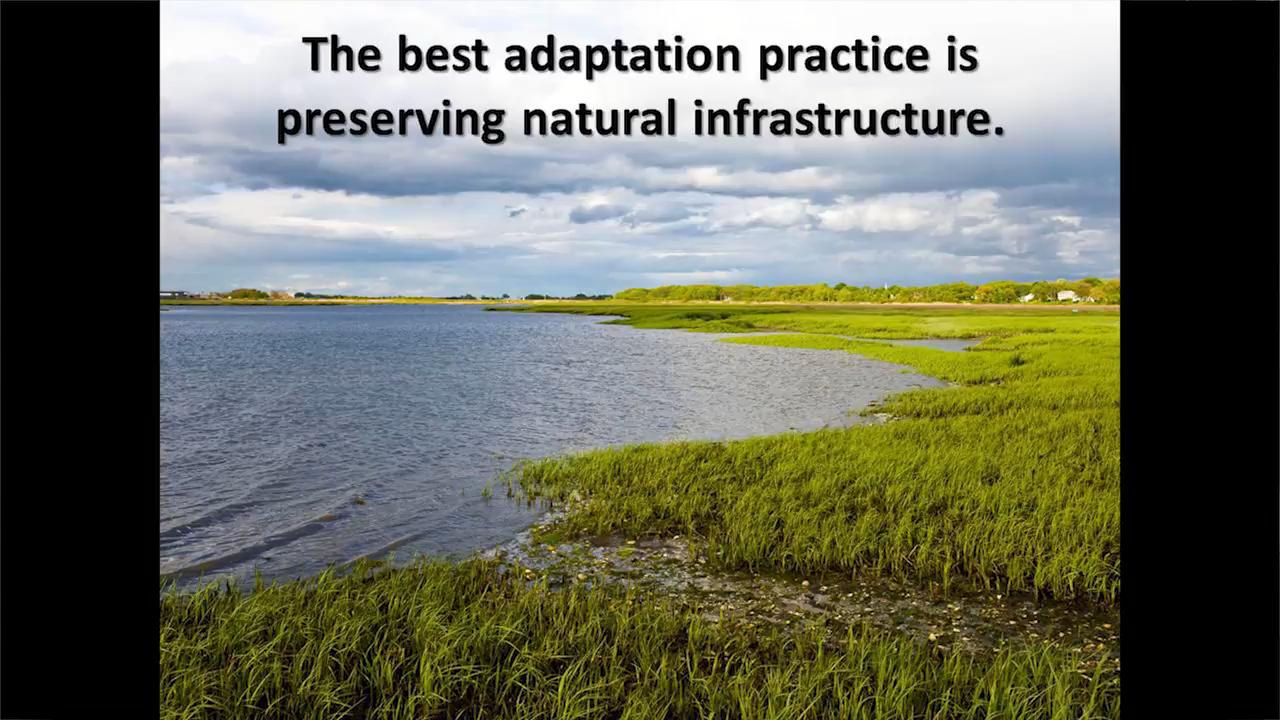 The best adaptation practice is
preserving natural infrastructure.